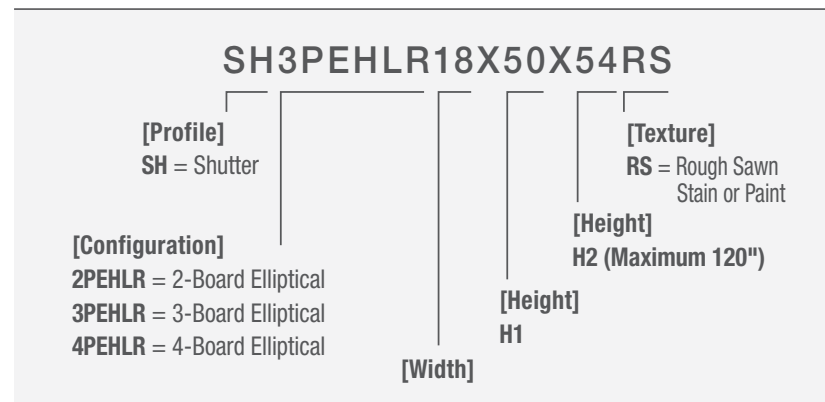 SH3PEHLR18X50X54RS
[Profile]
SH = Shutter
[Texture]
RS = Rough Sawn
Stain or Paint
[Configuration]
2PEHLR = 2-Board Elliptical
3PEHLR = 3-Board Elliptical
4PEHLR = 4-Board Elliptical
[Width]
[Height]
H1
[Height]
H2 (Maximum 120")